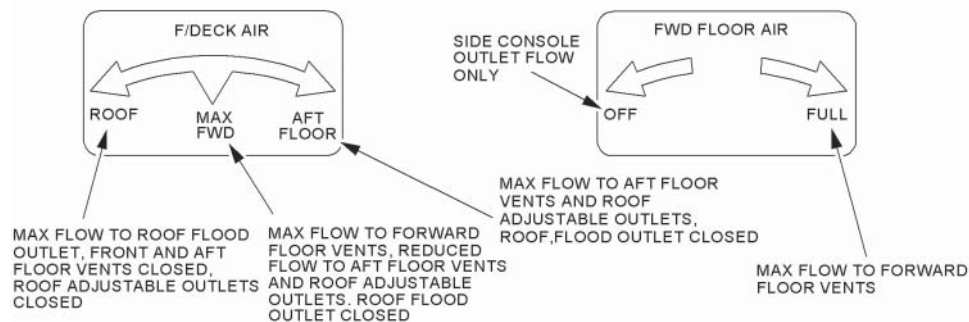 F/DECK AIR
ROOF
MAX
FWD
AFT
FLOOR
MAX FLOW TO ROOF FLOOD
OUTLET, FRONT AND AFT
FLOOR VENTS CLOSED,
ROOF ADJUSTABLE OUTLETS
CLOSED
MAX FLOW TO FORWARD
FLOOR VENTS, REDUCED
FLOW TO AFT FLOOR VENTS
AND ROOF ADJUSTABLE
OUTLETS. ROOF FLOOD
OUTLET CLOSED
MAX FLOW TO AFT FLOOR
VENTS AND ROOF
ADJUSTABLE OUTLETS,
ROOF,FLOOD OUTLET CLOSED
SIDE CONSOLE
OUTLET FLOW
ONLY
FWD FLOOR AIR
OFF
FULL
MAX FLOW TO FORWARD
FLOOR VENTS